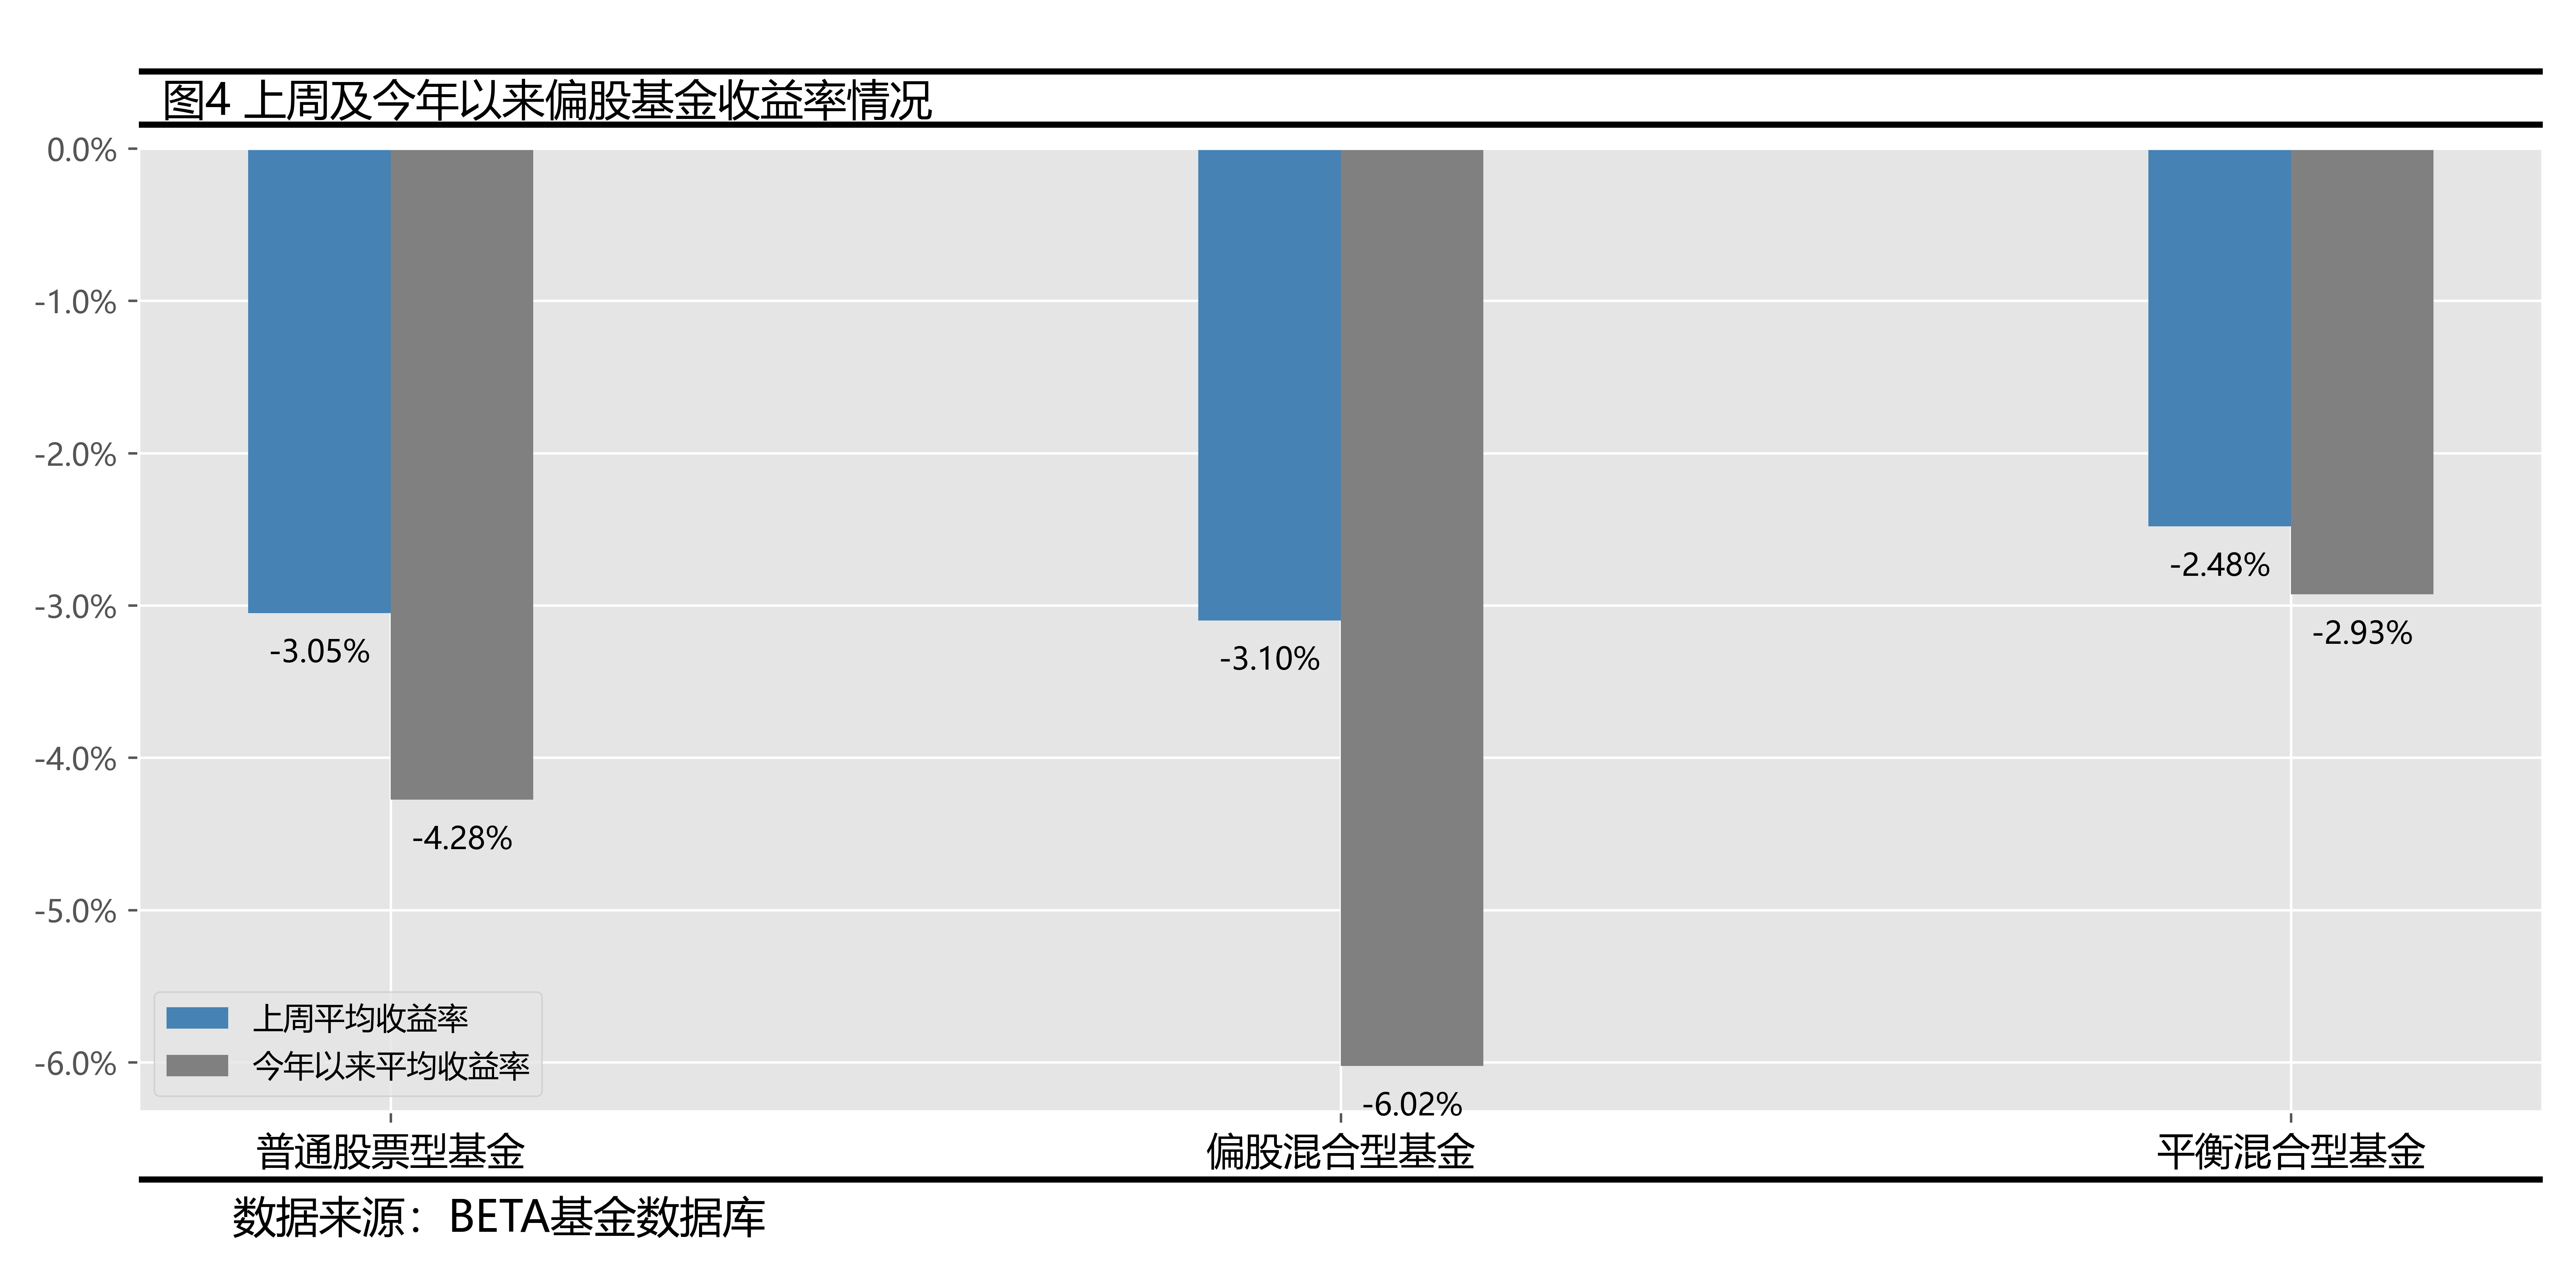 图4 上周及今年以来偏股基金收益率情况
0.0%
-1.0%
-2.0%
-3.0%
-4.0%
-5.0%
-6.0%
-3.05%
-4.28%
-3.10%
-6.02%
-2.48%
-2.93%
上周平均收益率
今年以来平均收益率
普通股票型基金
偏股混合型基金
平衡混合型基金
数据来源：BETA基金数据库